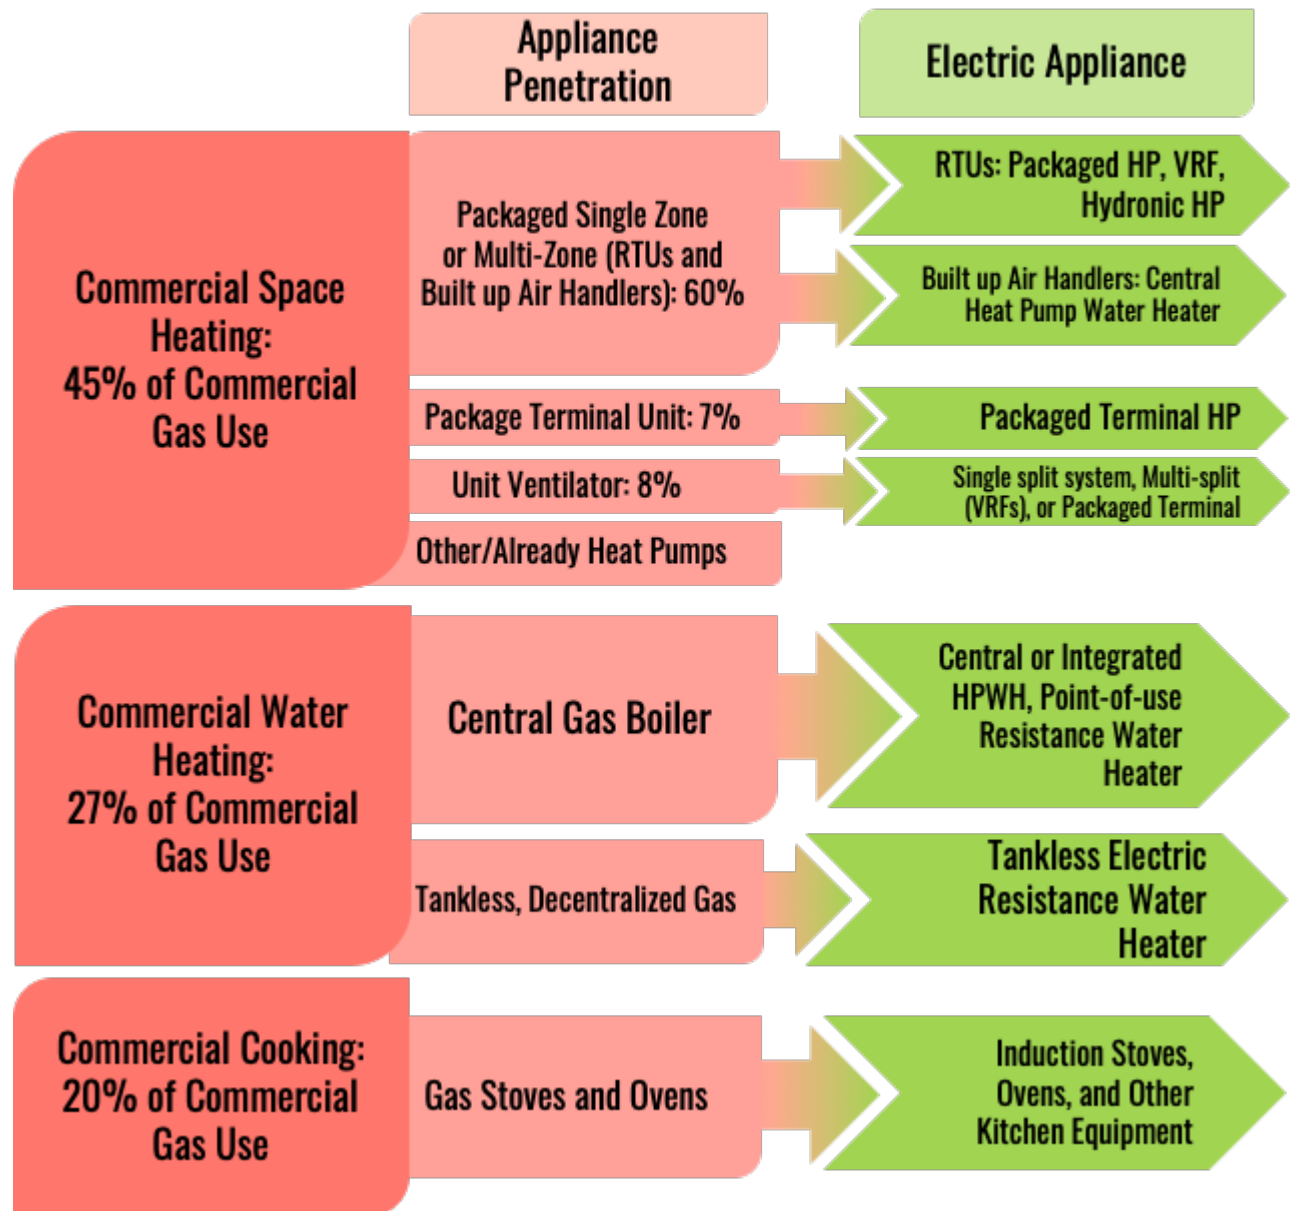 Appliance
Penetration
Electric Appliance
Commercial Space
Heating:
45% of Commercial
Gas Use
Packaged Single Zone
or Multi-Zone (RTUs and
Built up Air Handlers): 60%
RTUs: Packaged HP, VRF,
Hydronic HP
Built up Air Handlers: Central
Heat Pump Water Heater
Package Terminal Unit: 7%
Packaged Terminal HP
Unit Ventilator: 8%
Single split system, Multi-split
(VRFs), or Packaged Terminal
Other/Already Heat Pumps
Commercial Water
Heating:
27% of Commercial
Gas Use
Central Gas Boiler
Central or Integrated
HPWH, Point-of-use
Resistance Water
Heater
Tankless, Decentralized Gas
Tankless Electric
Resistance Water
Heater
Commercial Cooking:
20% of Commercial
Gas Use
Gas Stoves and Ovens
Induction Stoves,
Ovens, and Other
Kitchen Equipment